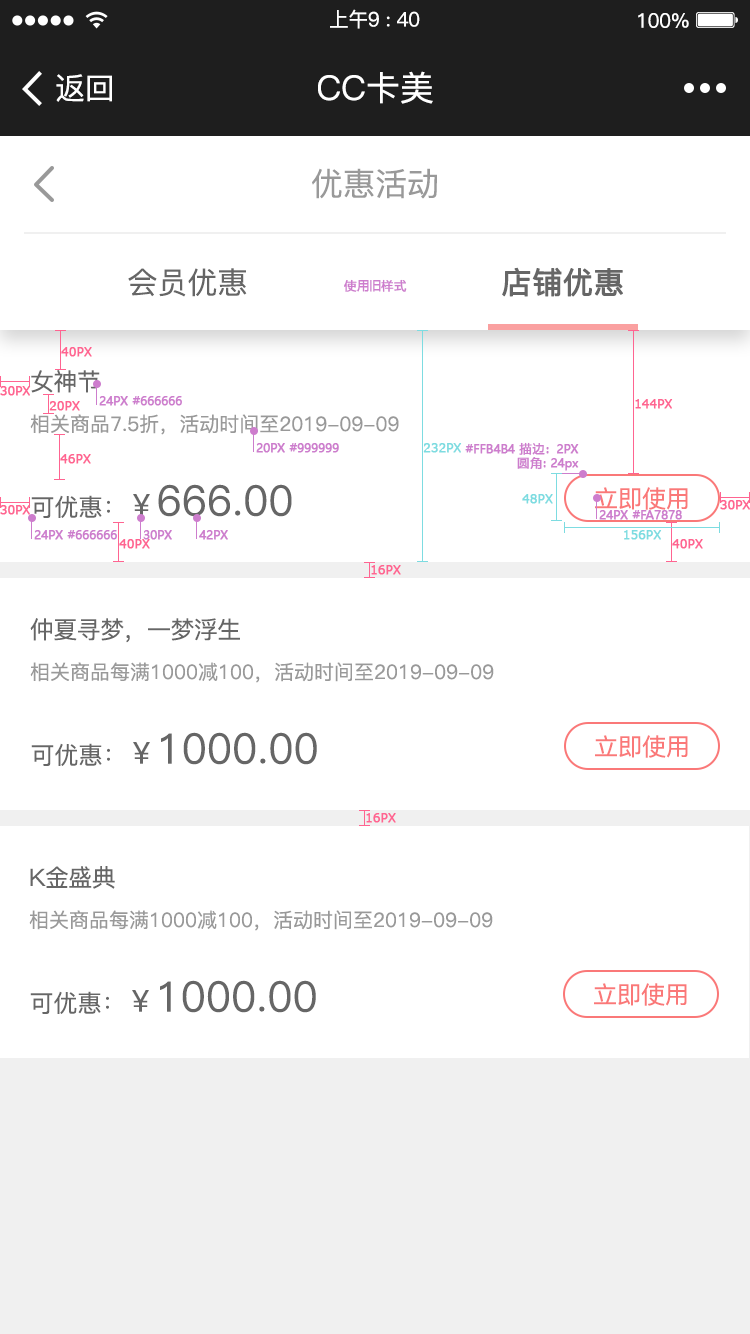 上午9 : 40
100%
返回
CC卡美
优惠活动
会员优惠
使用旧样式
店铺优惠
40PX
30PX
女神节
24PX #666666
20PX
144PX
相关商品7.5折，活动时间至2019-09-09
20PX #999999
46PX
232PX
#FFB4B4 描边：2PX
圆角: 24px
48PX
30PX
可优惠：
¥ 666.00
立即使用
30PX
24PX #666666
30PX
42PX
24PX #FA7878
156PX
40PX
40PX
16PX
仲夏寻梦，一梦浮生
相关商品每满1000减100，活动时间至2019-09-09
可优惠： ¥ 1000.00
立即使用
16PX
K金盛典
相关商品每满1000减100，活动时间至2019-09-09
可优惠： ¥ 1000.00
立即使用